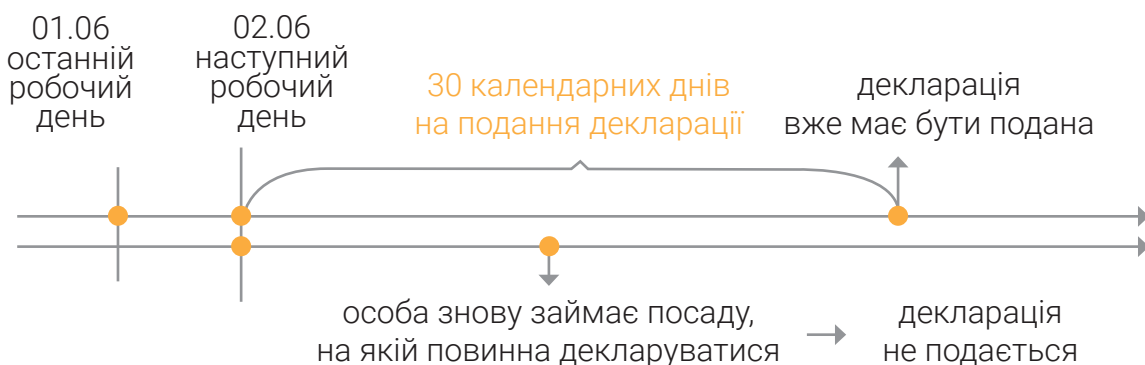 01.06
останній
робочий
день
02.06
наступний
робочий
день
30 календарних днів
на подання декларації
декларація
вже має бути подана
особа знову займає посаду,
на якій повинна декларуватися
декларація
не подається